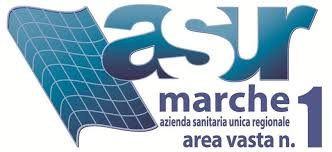 asur
marche
azienda sanitaria unica regionale
area vasta n. 1